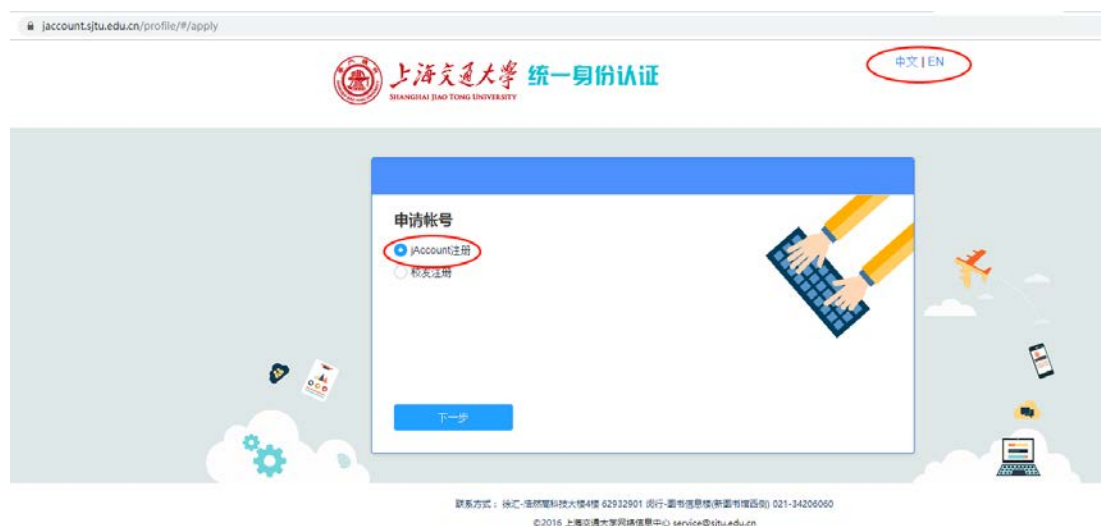 jaccount.sjtu.edu.cn/profile/#/apply
上海交通大学 统一身份认证
SHANGHAI JIAO TONG UNIVERSITY
中文 | EN
申请帐号
jAccount注册
校友注册
下一步
联系方式： 徐汇-浩然高科技大楼4楼 62932901 闵行-图书信息楼(新图书馆西侧) 021-34206060
©2016 上海交通大学网络信息中心 service@sjtu.edu.cn